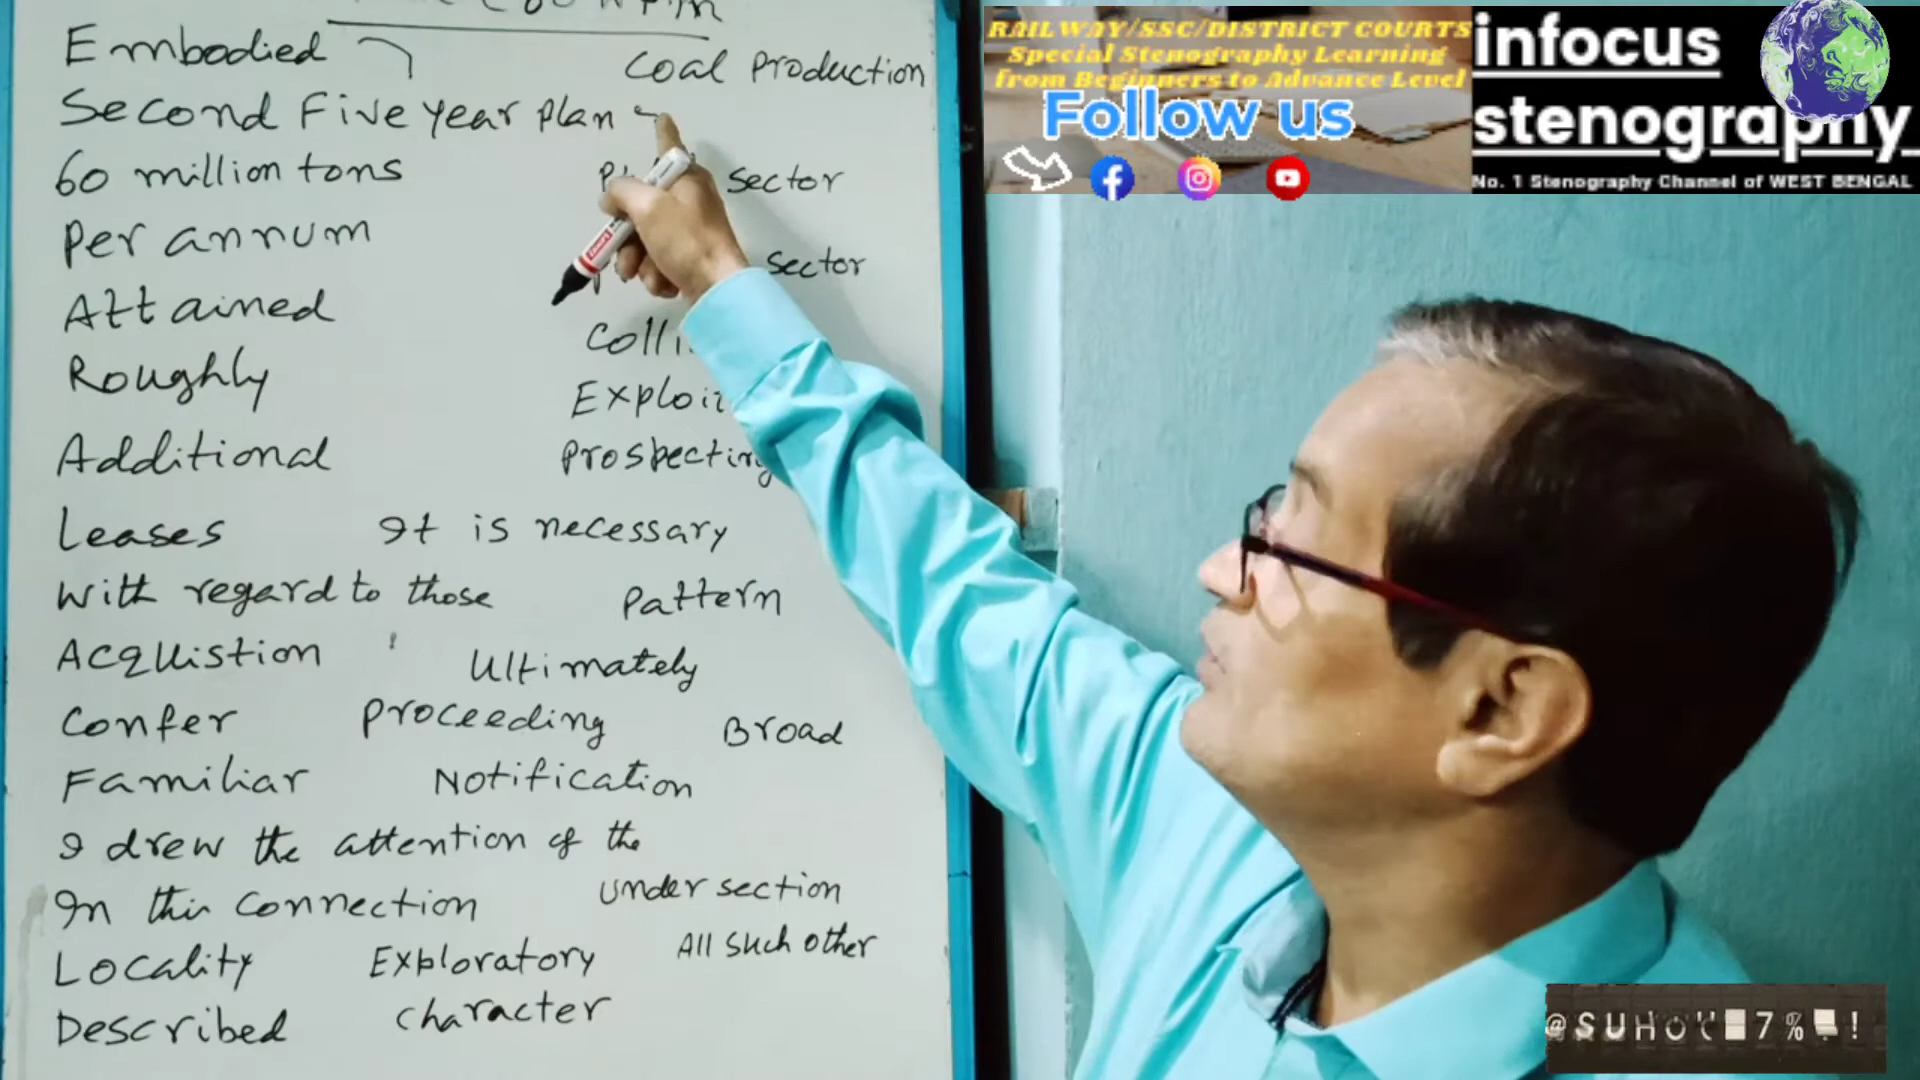 Embodied
Coal Production
Second Five year plan
60 million tons
sector
Per annum
sector
Attained
Roughly
Additional
Prospecting
Leases It is necessary
With regard to those Pattern
Acquistion Ultimately
Confer Proceeding Broad
Familiar Notification
I drew the attention of the
In this connection under section
Locality Exploratory All such other
Described character
RAILWAY/SSC/DISTRICT COURTS
Special Stenography Learning
from Beginners to Advance Level
Follow us
infocus
stenography
No. 1 Stenography Channel of WEST BENGAL